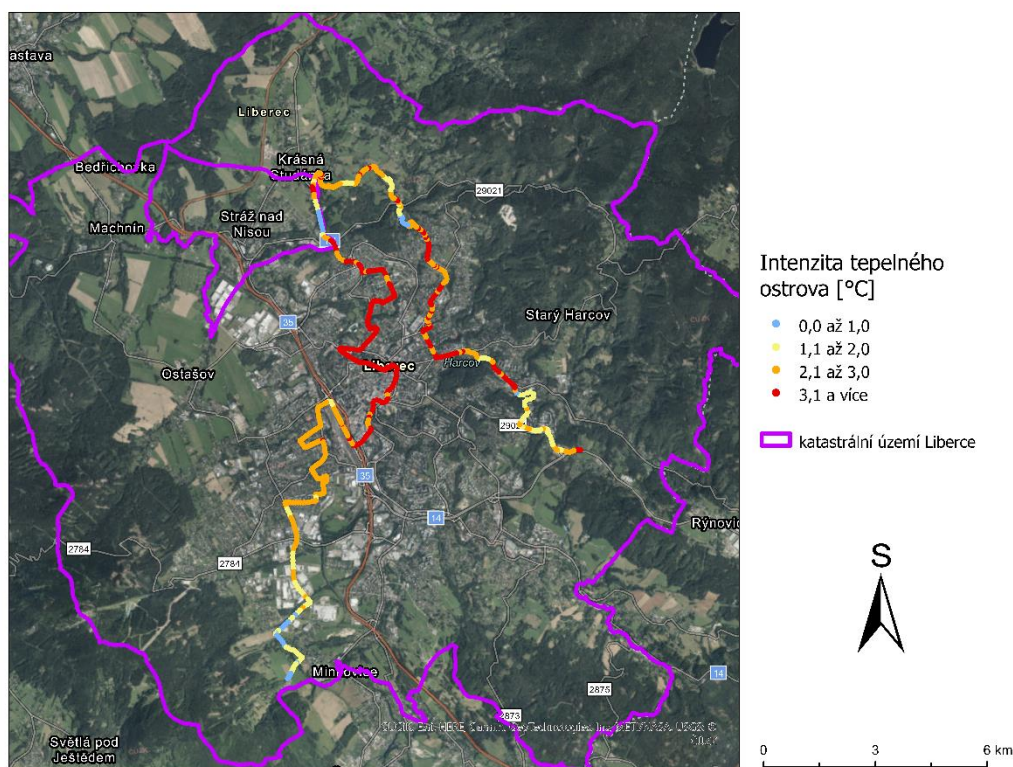 astava
Liberec
Krásná
Studánka
Bedřichovka
29021
Stráž nad
Nisou
Machnín
Starý Harcov
35
Liberec
Harcov
Ostašov
35
14
Rýnovic
2784
2784
Minkovice
14
2875
2873
Světlá pod
Ještědem
Intenzita tepelného
ostrova [°C]
0,0 až 1,0
1,1 až 2,0
2,1 až 3,0
3,1 a více
katastrální území Liberce
S
0 3 6 km